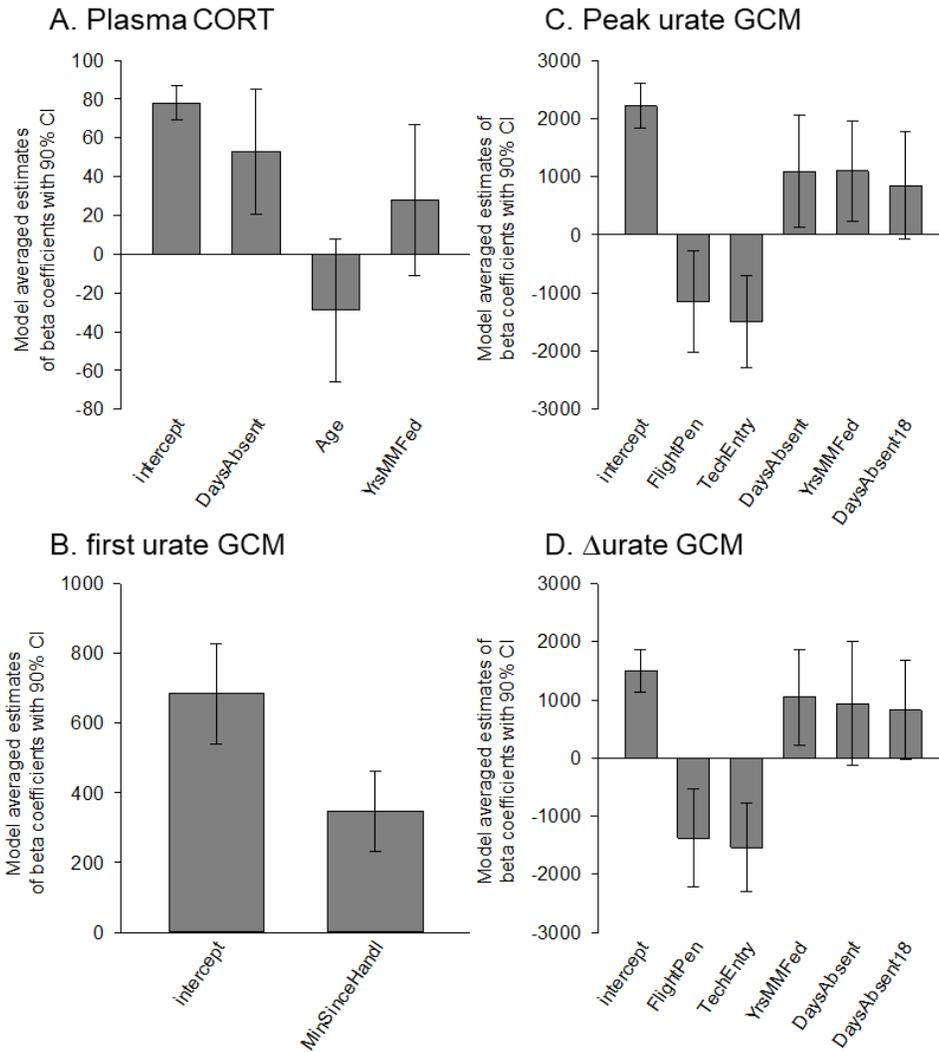 A. Plasma CORT
Model averaged estimates
of beta coefficients with 90% CI
100
80
60
40
20
0
-20
-40
-60
-80
intercept
DaysAbsent
Age
YrsMMFed
C. Peak urate GCM
Model averaged estimates of
beta coefficients with 90% CI
3000
2000
1000
0
-1000
-2000
-3000
intercept
FlightPen
TechEntry
DaysAbsent
YrsMMFed
DaysAbsent18
B. first urate GCM
Model averaged estimates
of beta coefficients with 90% CI
1000
800
600
400
200
0
intercept
MinSinceHandl
D. Δurate GCM
Model averaged estimates of
beta coefficients with 90% CI
3000
2000
1000
0
-1000
-2000
-3000
intercept
FlightPen
TechEntry
YrsMMFed
DaysAbsent
DaysAbsent18